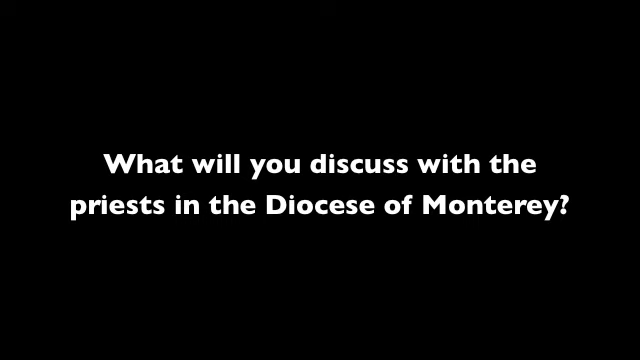 What will you discuss with the
priests in the Diocese of Monterey?